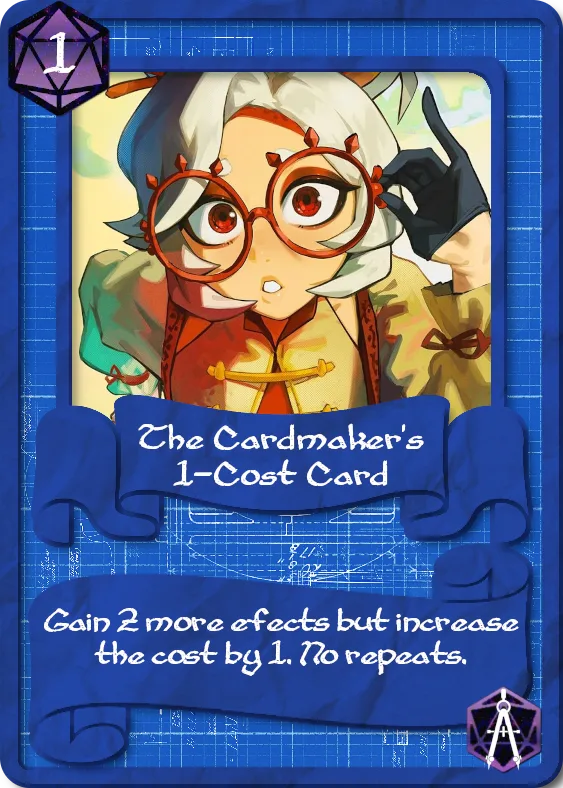 1
The Cardmaker's
1-Cost Card
Gain 2 more efects but increase
the cost by 1. No repeats.